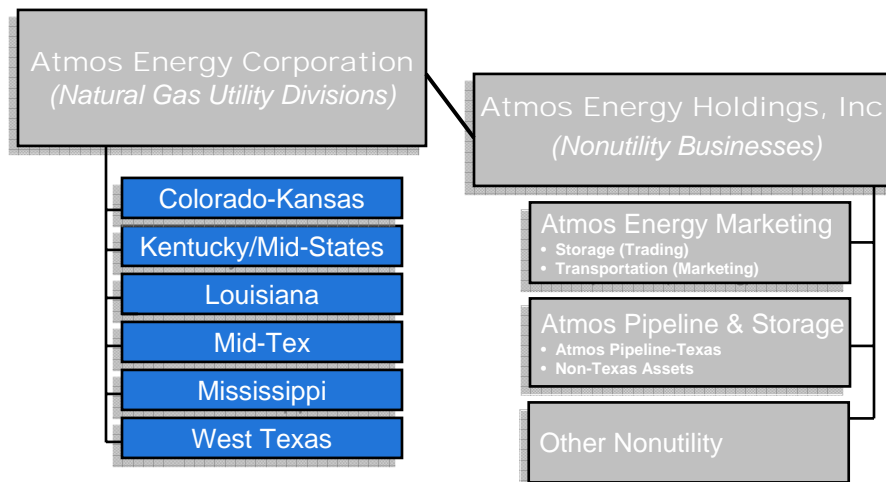 Atmos Energy Corporation
(Natural Gas Utility Divisions)
Atmos Energy Holdings, Inc
(Nonutility Businesses)
Colorado-Kansas
Kentucky/Mid-States
Louisiana
Mid-Tex
Mississippi
West Texas
Atmos Energy Marketing
• Storage (Trading)
• Transportation (Marketing)
Atmos Pipeline & Storage
• Atmos Pipeline-Texas
• Non-Texas Assets
Other Nonutility